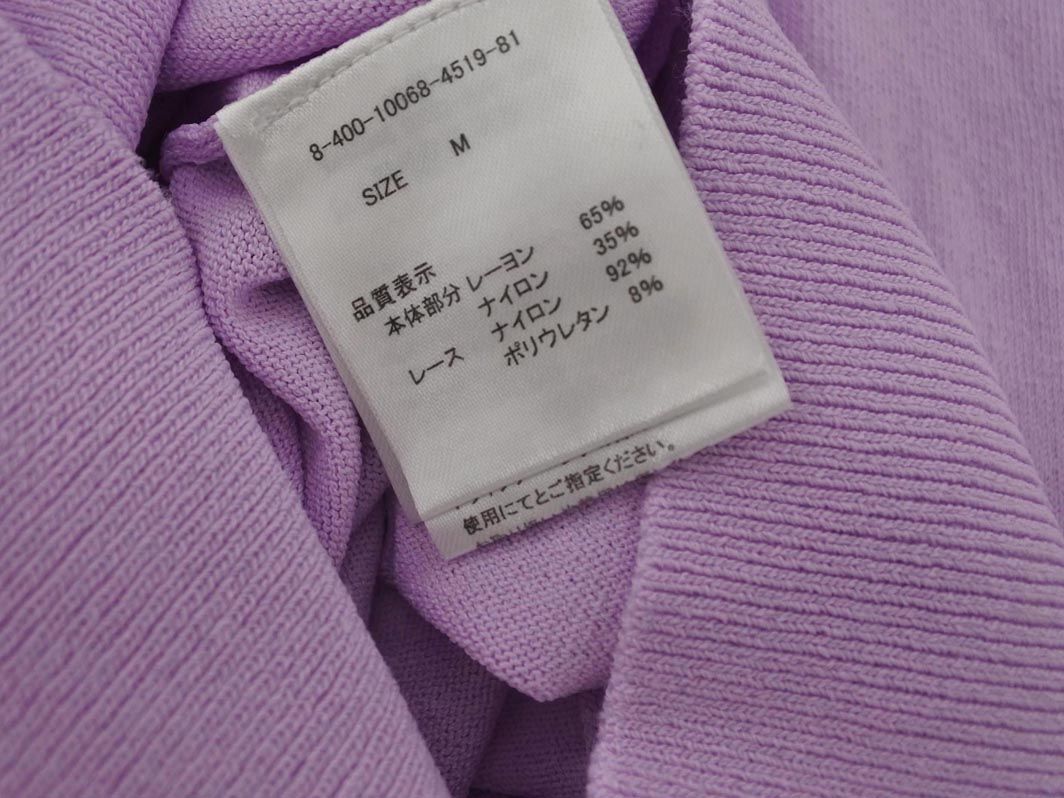 8-400-10068-4519-81
SIZE M
品質表示
本体部分 レーヨン 65%
ナイロン 35%
レース ナイロン 92%
ポリウレタン 8%
使用にてとご指定ください。